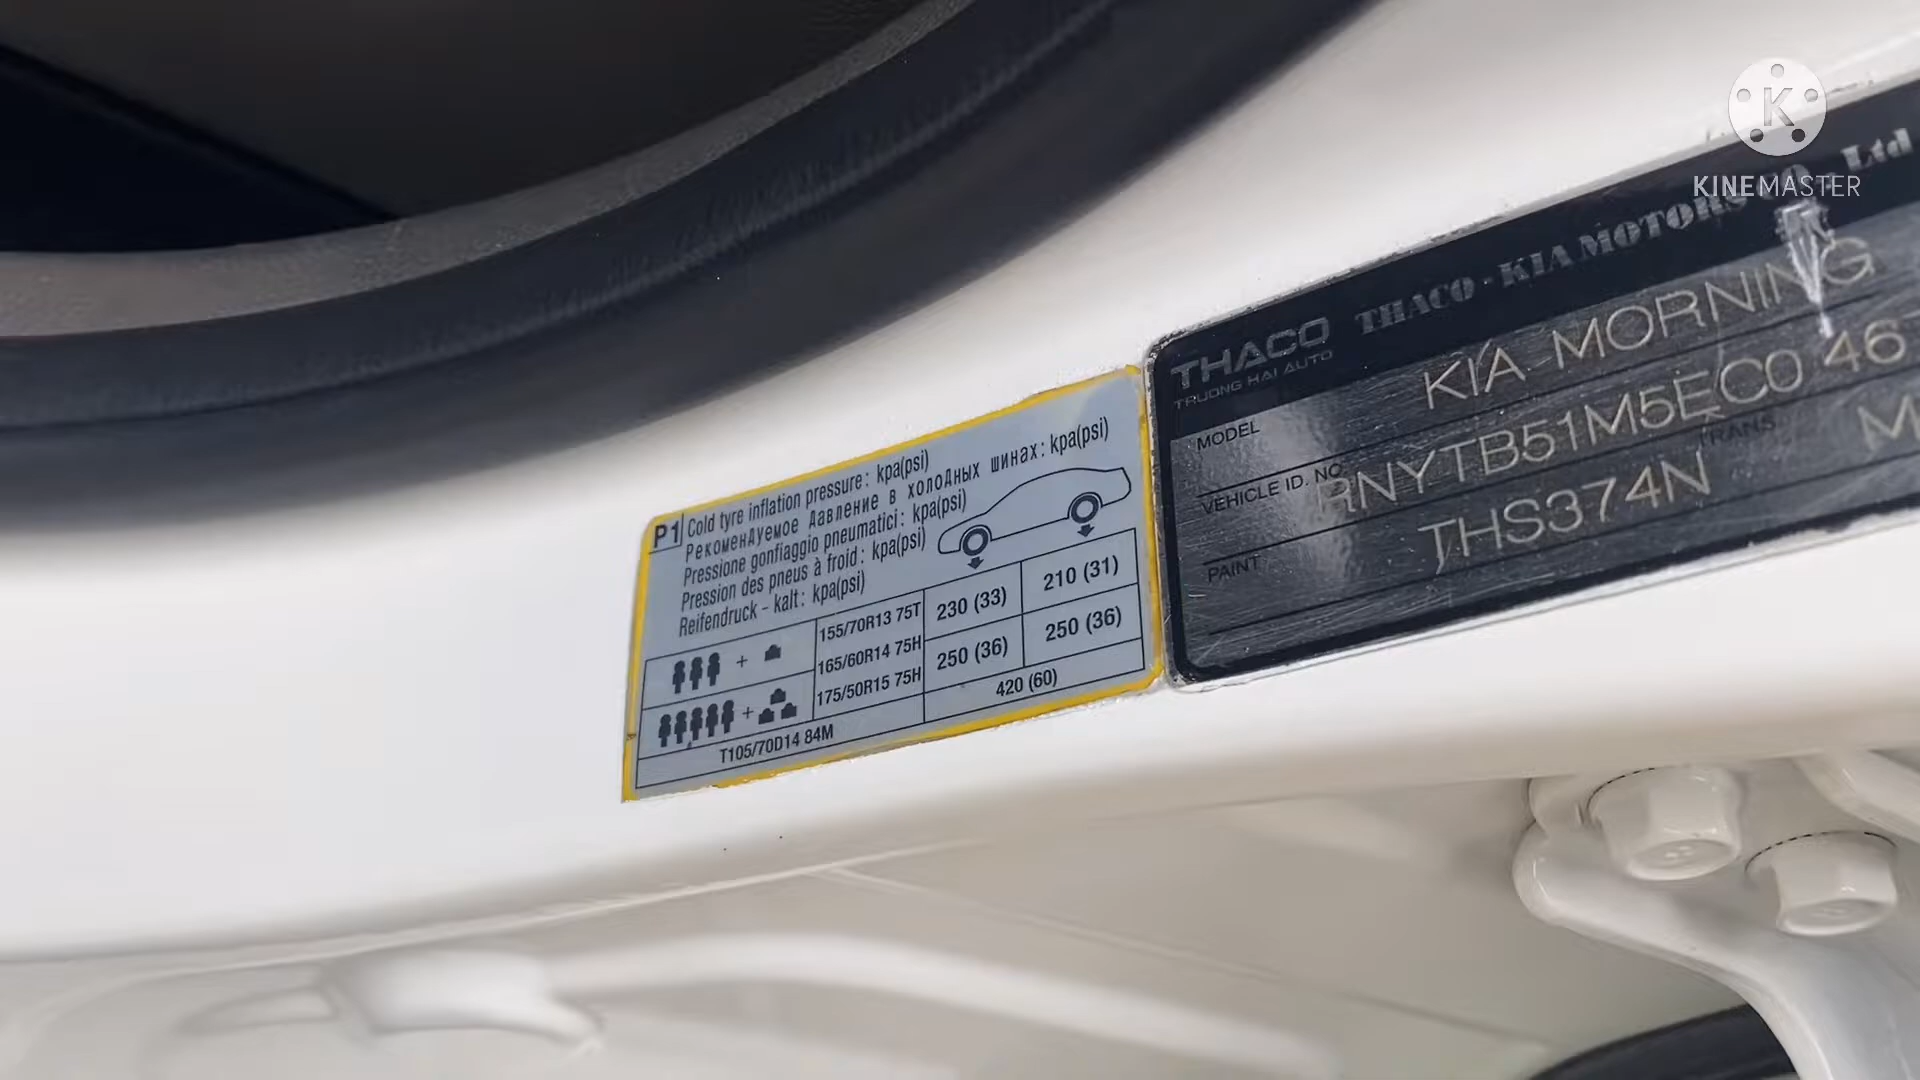 P1
Cold tyre inflation pressure: kpa(psi)
Рекомендуемое давление в холодных шинах: kpa(psi)
Pressione gonfiaggio pneumatici: kpa(psi)
Pression des pneus à froid: kpa(psi)
Reifendruck - kalt: kpa(psi)
155/70R13 75T
165/60R14 75H
175/50R15 75H
230 (33) 210 (31)
+ 250 (36) 250 (36)
+
T105/70D14 84M 420 (60)
THACO
TRUONG HAI AUTO
THACO - KIA MOTORS CO., Ltd
MODEL KIA MORNING
VEHICLE ID. NO. RNYTB51M5EC0 46
TRANS
PAINT THS374N
K
KINEMASTER